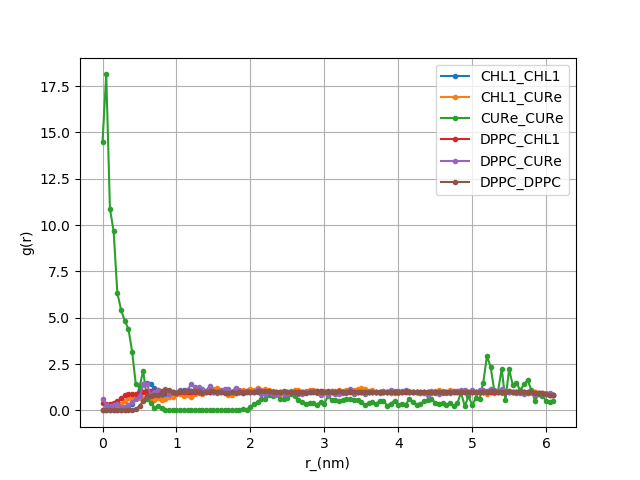 17.5
15.0
12.5
10.0
7.5
5.0
2.5
0.0
g(r)
0
1
2
3
4
5
6
r_(nm)
CHL1_CHL1
CHL1_CURe
CURe_CURe
DPPC_CHL1
DPPC_CURe
DPPC_DPPC